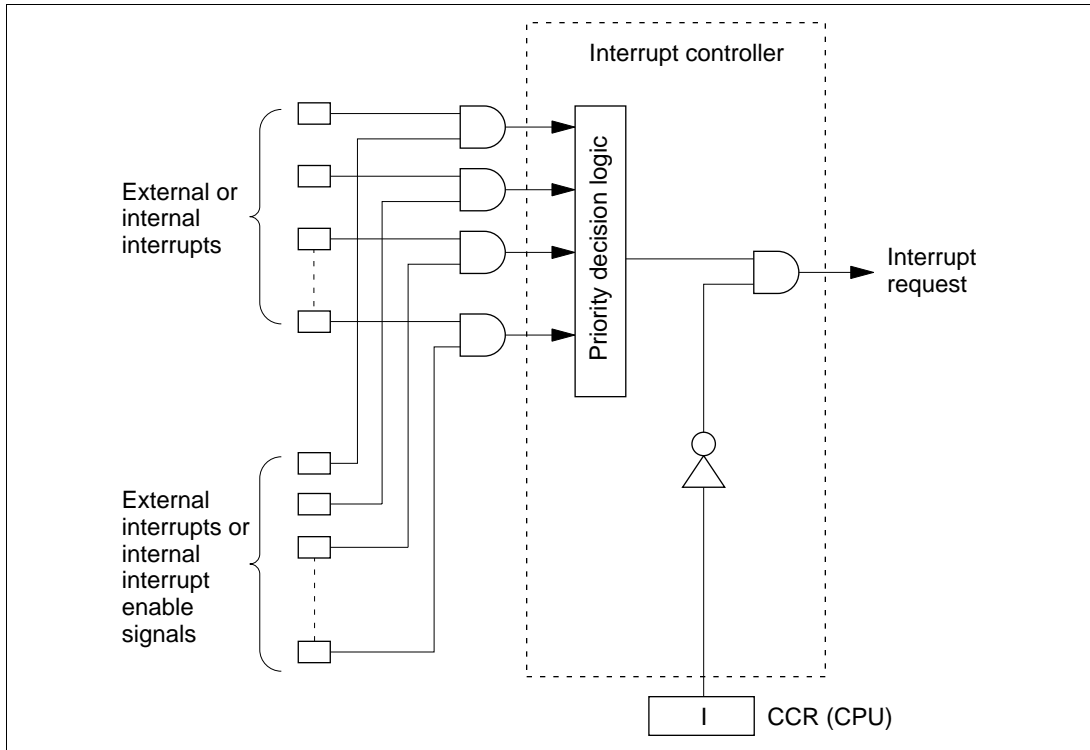 Interrupt controller
External or
internal
interrupts
Priority decision logic
Interrupt
request
External
interrupts or
internal
interrupt
enable
signals
I
CCR (CPU)